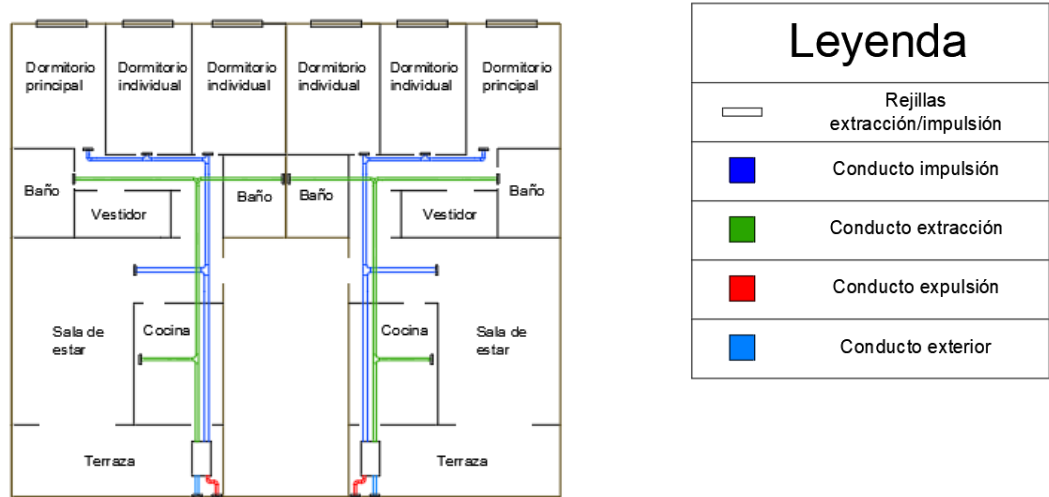 Leyenda
Rejillas
extracción/impulsión
Conducto impulsión
Conducto extracción
Conducto expulsión
Conducto exterior
Dormitorio
principal
Dormitorio
individual
Dormitorio
individual
Dormitorio
individual
Dormitorio
individual
Dormitorio
principal
Baño
Vestidor
Baño
Baño
Vestidor
Baño
Sala de
estar
Cocina
Cocina
Sala de
estar
Terraza
Terraza